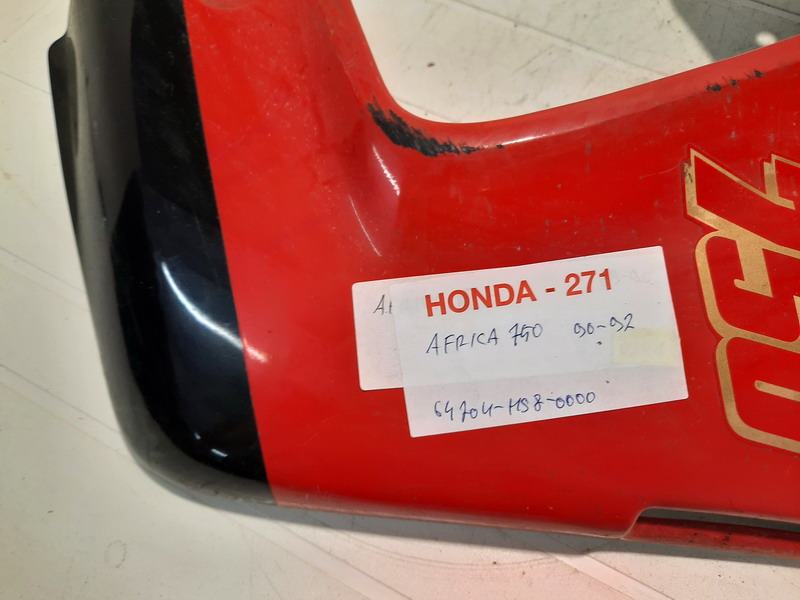 HONDA - 271
AFRICA 750 90-92
64704-MS8-0000
750